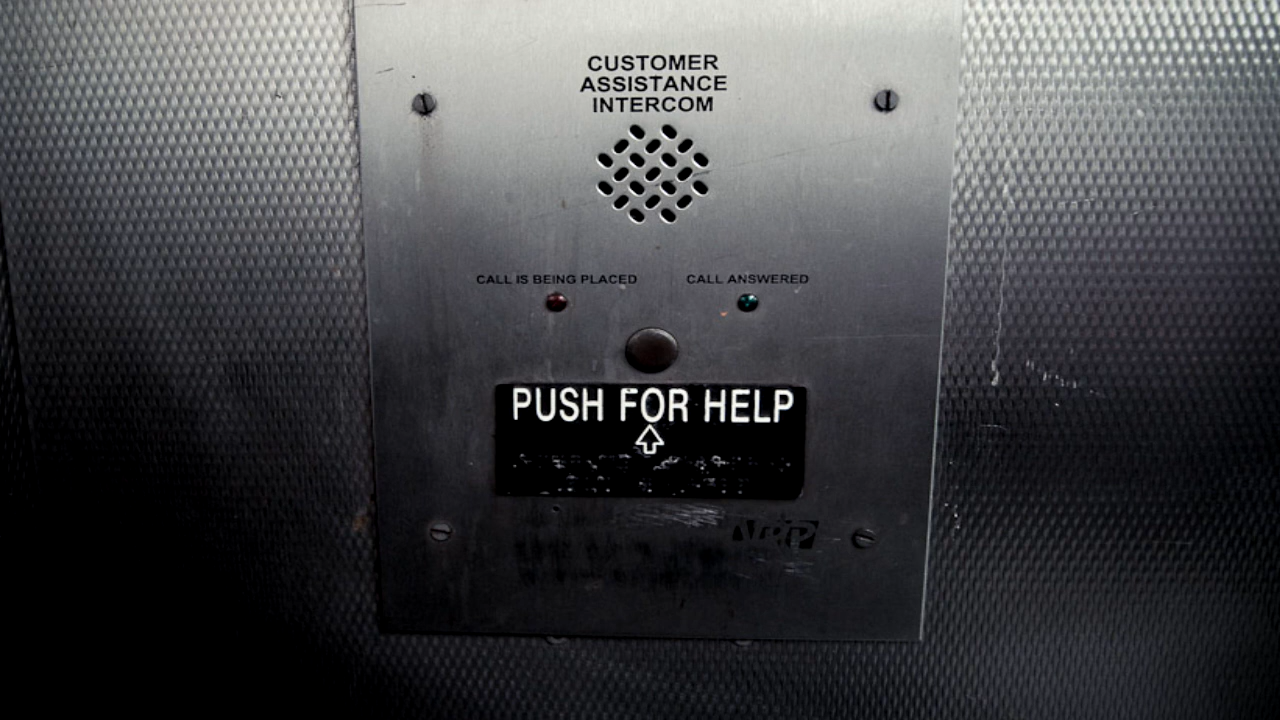 CUSTOMER
ASSISTANCE
INTERCOM
CALL IS BEING PLACED
CALL ANSWERED
PUSH FOR HELP